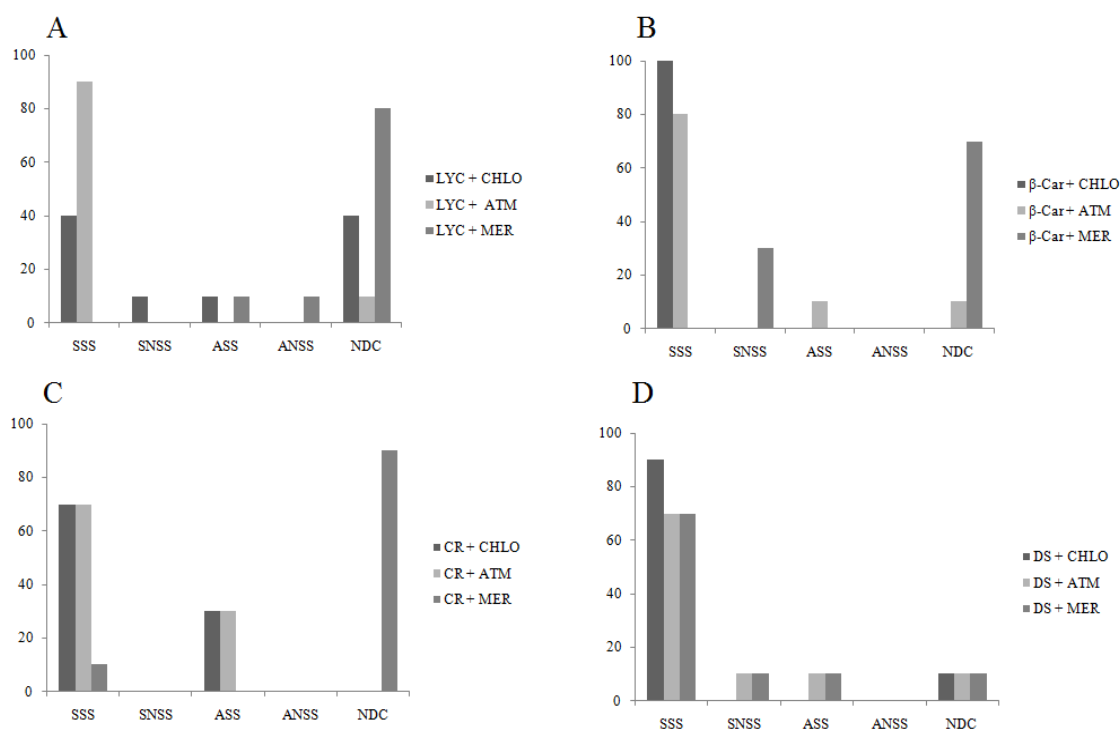 A
100
80
60
40
20
0
SSS SNSS ASS ANSS NDC
LYC + CHLO
LYC + ATM
LYC + MER
B
100
80
60
40
20
0
SSS SNSS ASS ANSS NDC
β-Car + CHLO
β-Car + ATM
β-Car + MER
C
100
80
60
40
20
0
SSS SNSS ASS ANSS NDC
CR + CHLO
CR + ATM
CR + MER
D
100
80
60
40
20
0
SSS SNSS ASS ANSS NDC
DS + CHLO
DS + ATM
DS + MER